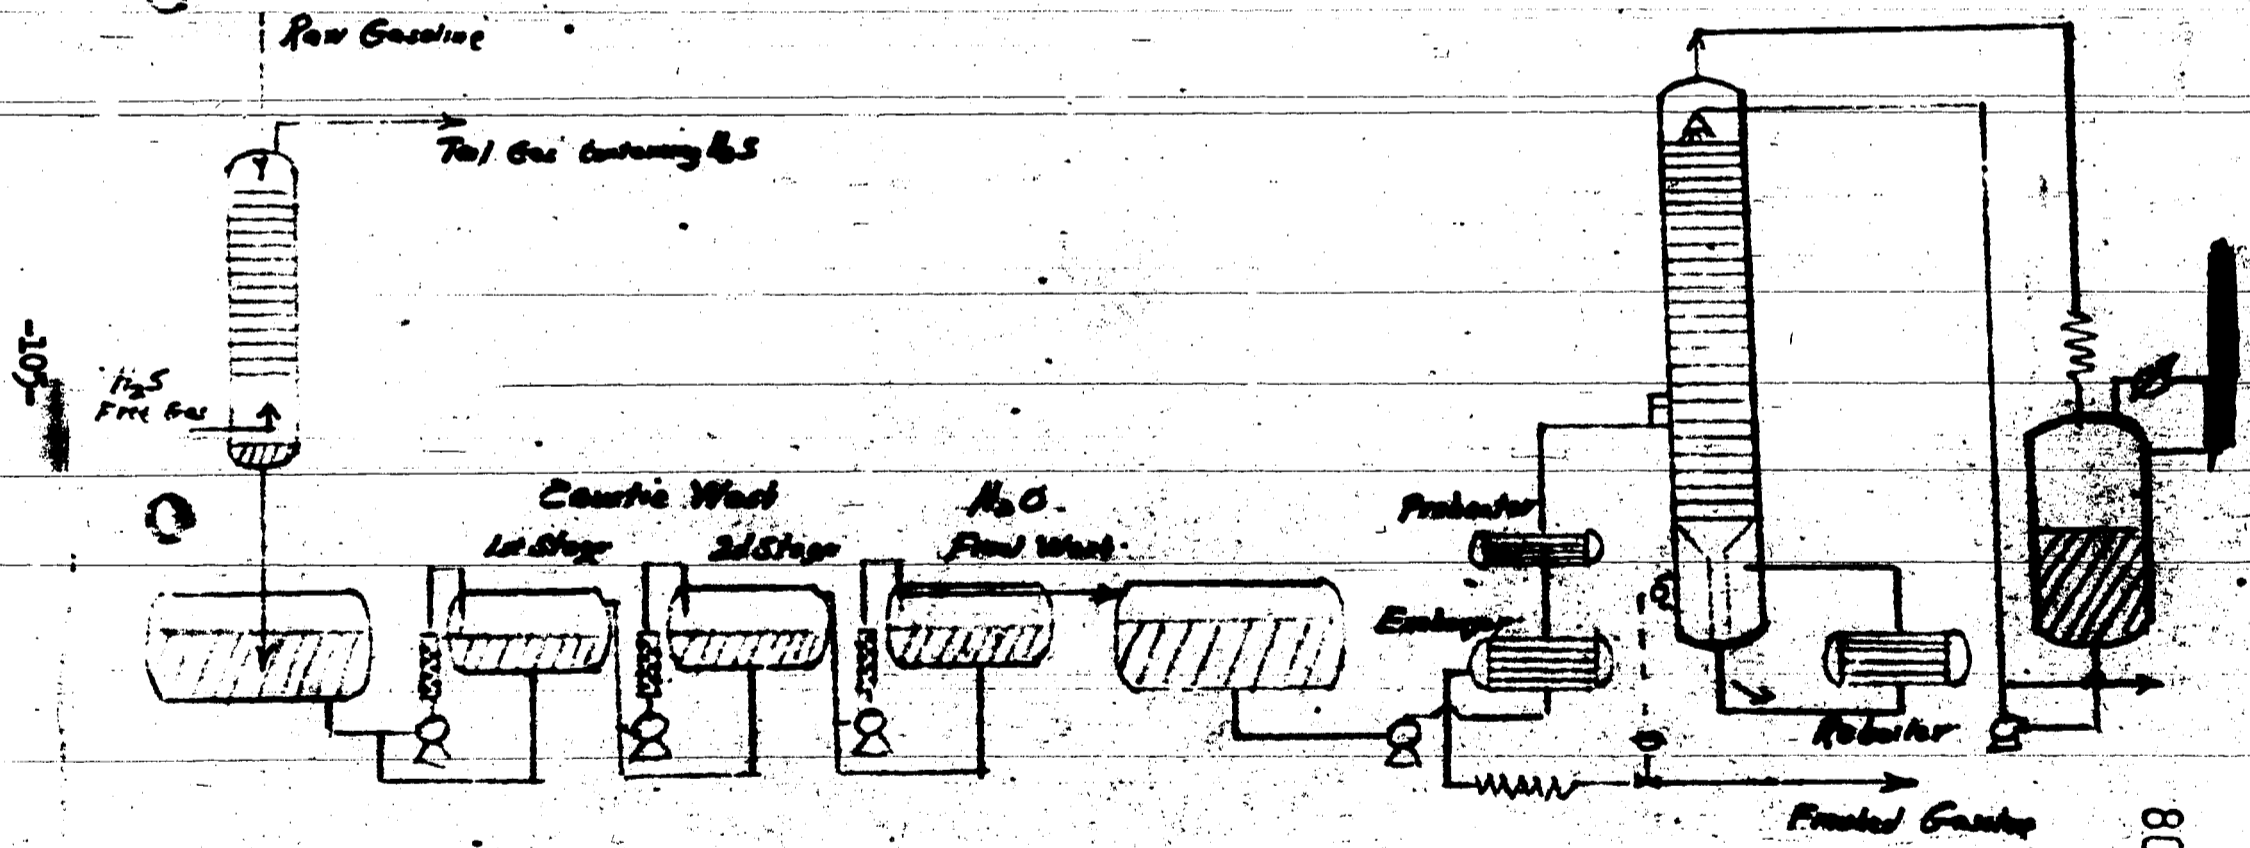 Raw Gasoline
Tail Gas Containing H2S
-105-
H2S
Free Gas
Caustic Wash
1st Stage
2d Stage
H2O
Final Wash
Preheater
Exchanger
Reboiler
Finished Gasoline